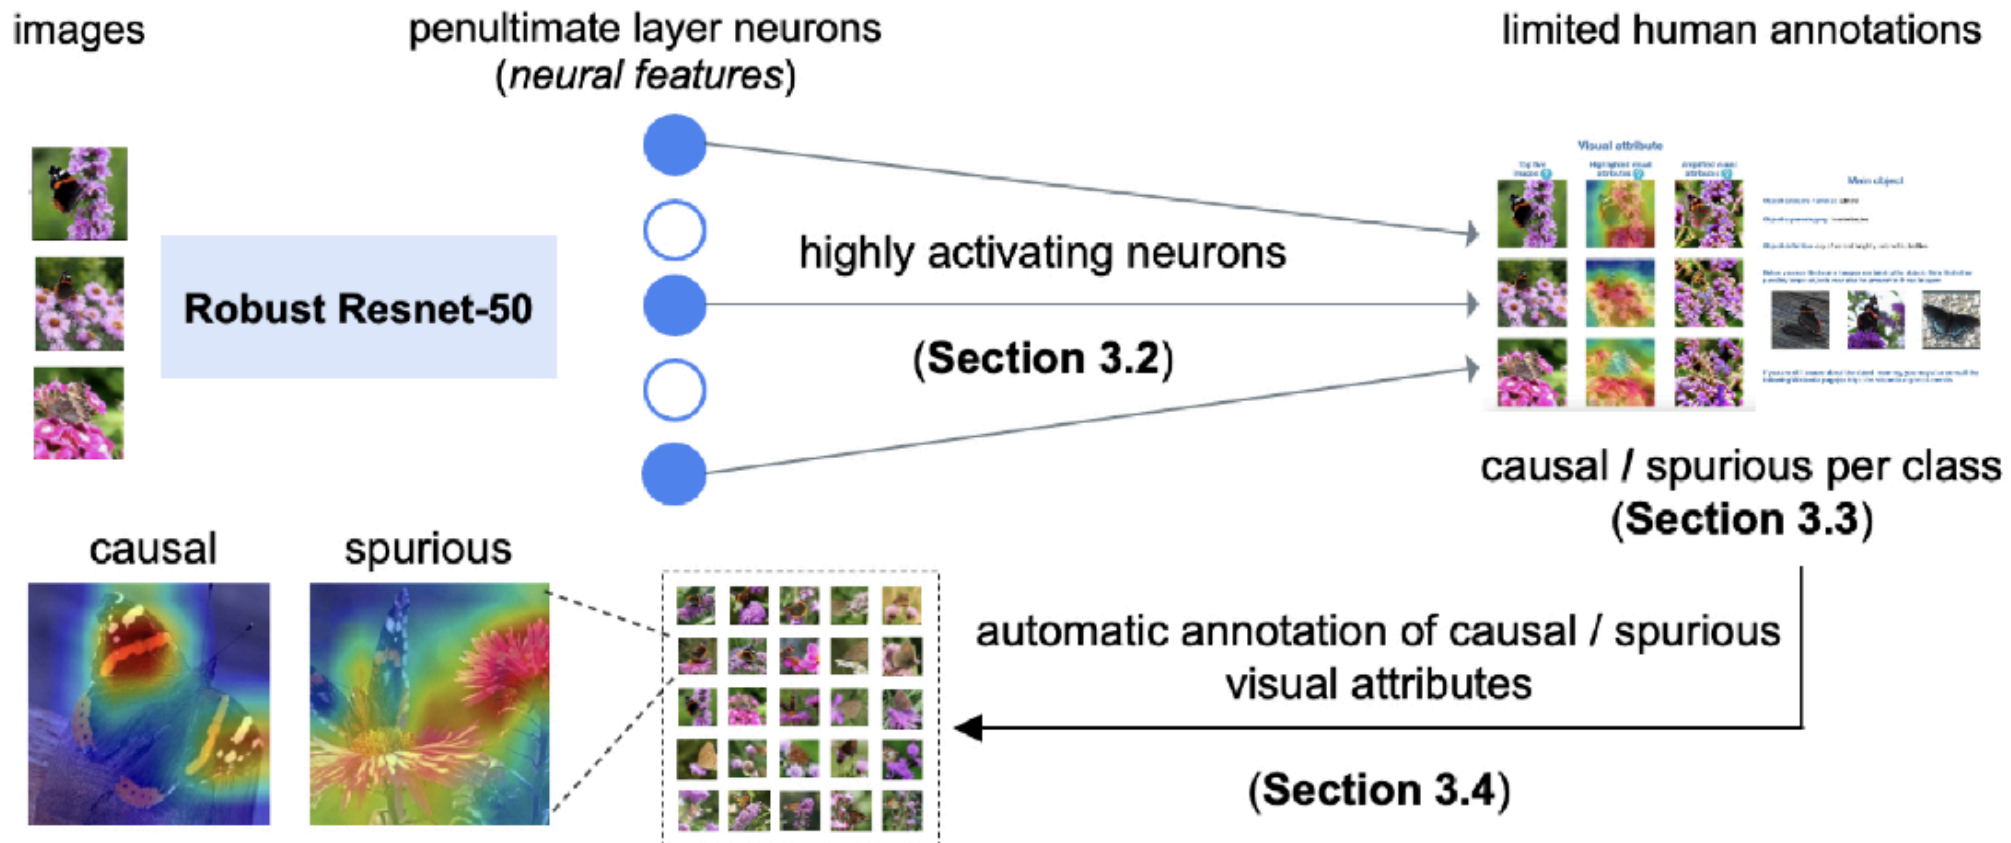 images
penultimate layer neurons
(neural features)
limited human annotations
Robust Resnet-50
highly activating neurons
(Section 3.2)
Visual attribute
Main object
causal / spurious per class
(Section 3.3)
causal
spurious
automatic annotation of causal / spurious
visual attributes
(Section 3.4)